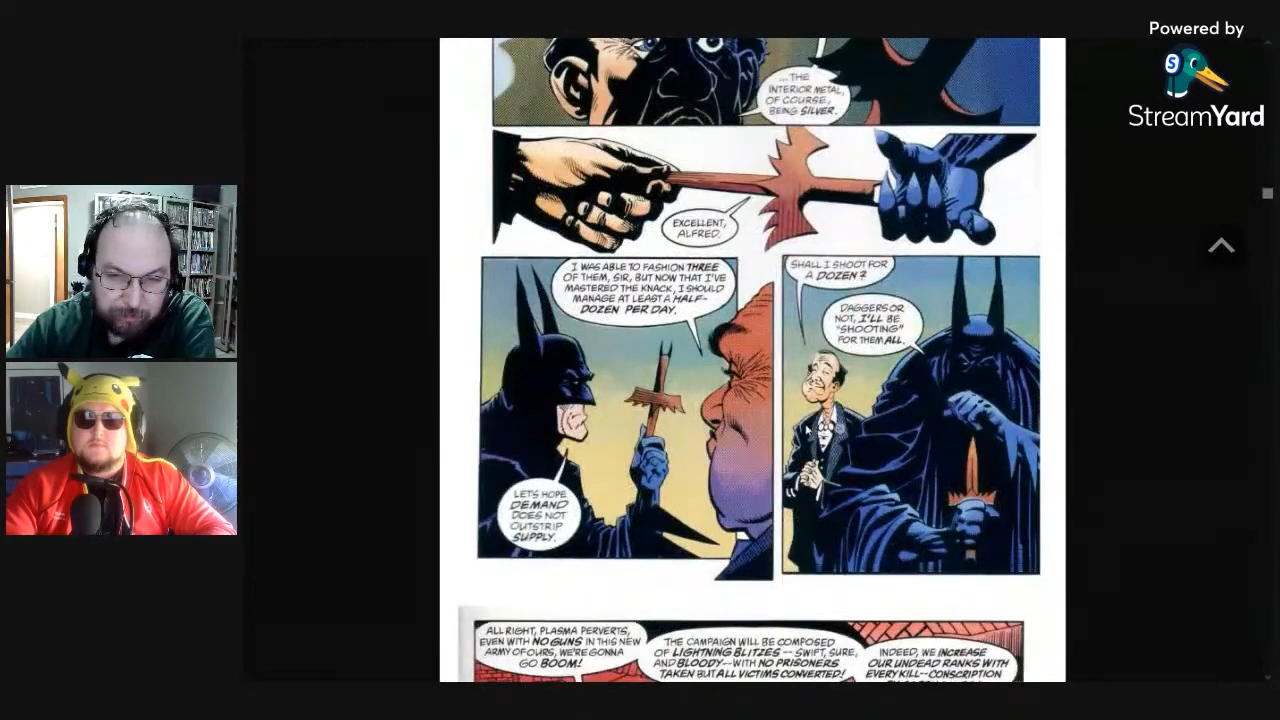 Powered by
S
StreamYard
...THE
INTERIOR METAL,
OF COURSE,
BEING SILVER.
EXCELLENT,
ALFRED.
I WAS ABLE TO FASHION THREE
OF THEM, SIR, BUT NOW THAT I'VE
MASTERED THE KNACK, I SHOULD
MANAGE AT LEAST A HALF-
DOZEN PER DAY.
LET'S HOPE
DEMAND
DOES NOT
OUTSTRIP
SUPPLY.
SHALL I SHOOT FOR
A DOZEN?
DAGGERS OR
NOT, I'LL BE
"SHOOTING"
FOR THEM ALL.
ALL RIGHT, PLASMA PERVERTS,
EVEN WITH NO GUNS IN THIS NEW
ARMY OF OURS, WE'RE GONNA
GO BOOM!
THE CAMPAIGN WILL BE COMPOSED
OF LIGHTNING BLITZES -- SWIFT, SURE,
AND BLOODY--WITH NO PRISONERS
TAKEN BUT ALL VICTIMS CONVERTED!
INDEED, WE INCREASE
OUR UNDEAD RANKS WITH
EVERY KILL--CONSCRIPTION